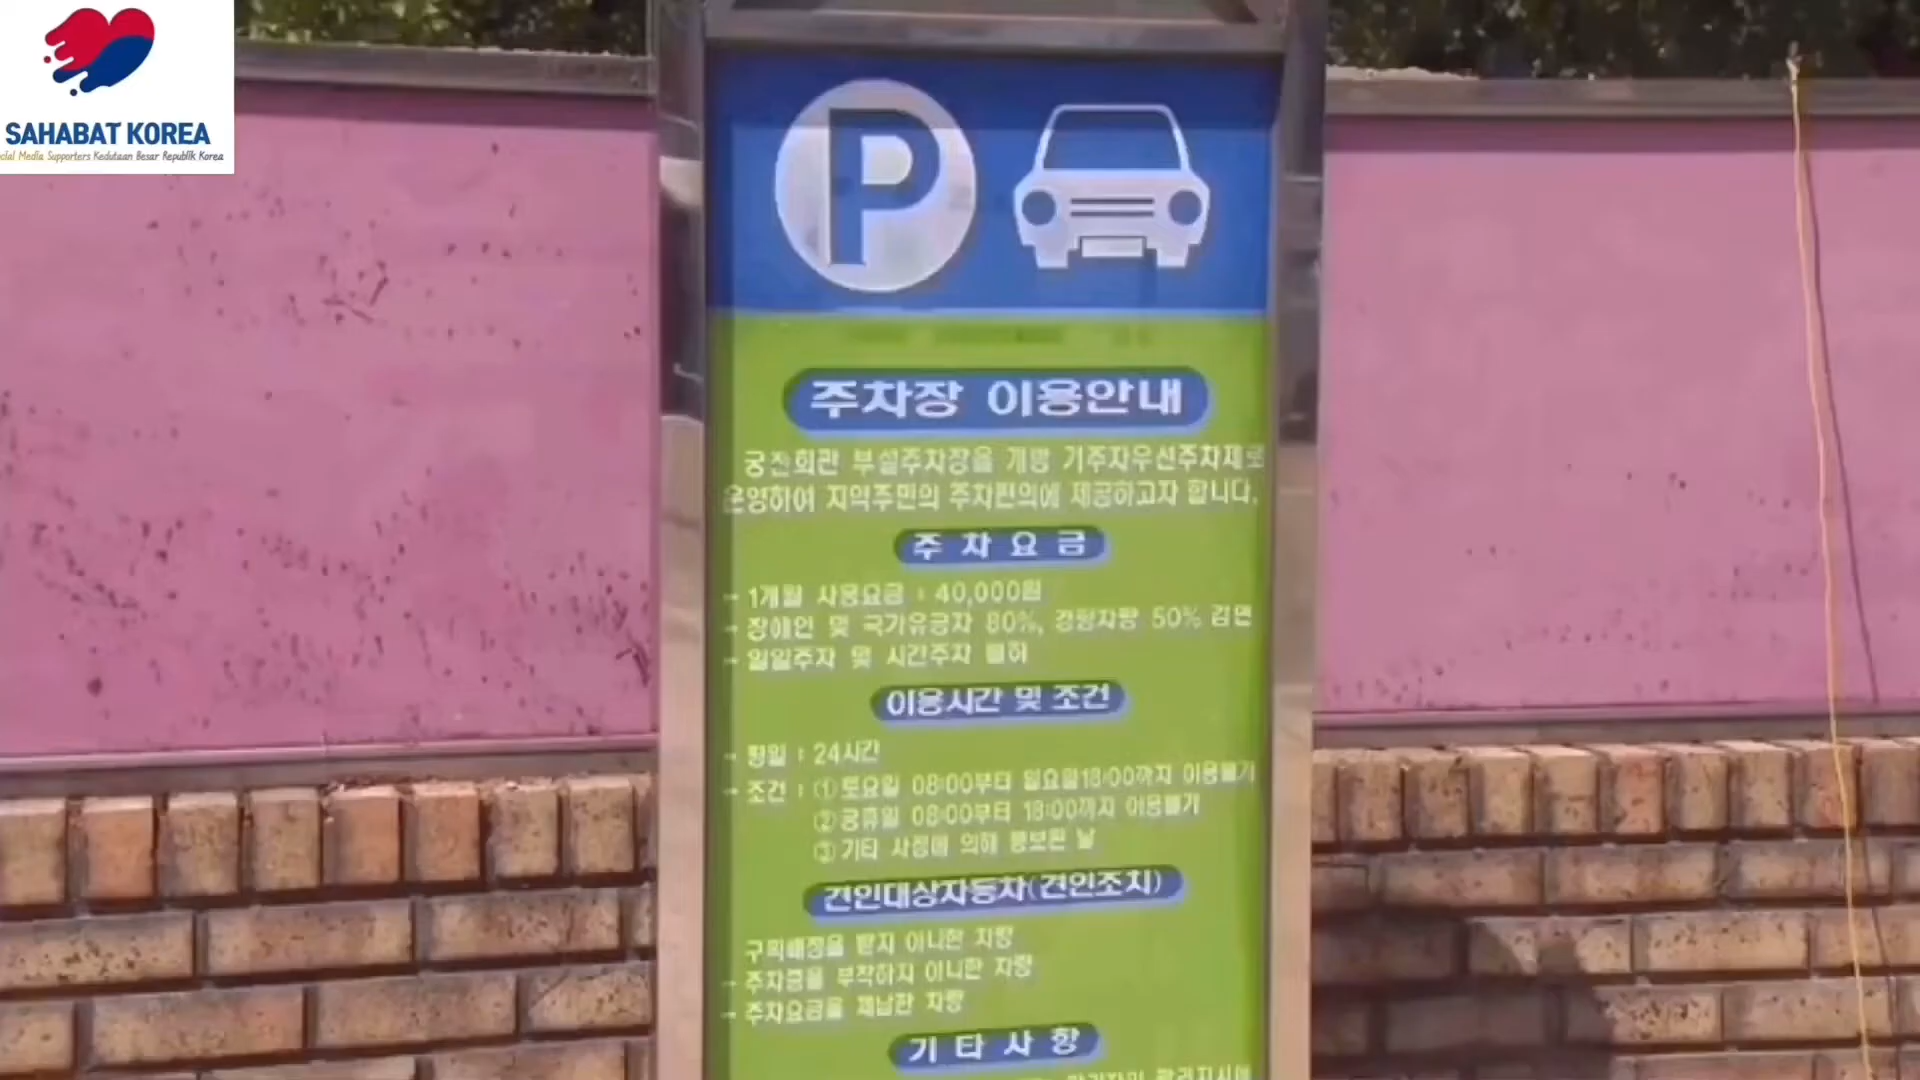 SAHABAT KOREA
cial Media Supporters Kedutaan Besar Republik Korea
P
주차장 이용안내
부설주차장을 개방 거주자우선주차제로
운영하여 지역주민의 주차편의에 제공하고자 합니다.
주 차 요 금
- 1개월 사용요금 : 40,000원
- 장애인 및 국가유공자 80%, 경형차량 50% 감면
- 일일주차 및 시간주차 불허
이용시간 및 조건
- 평일 : 24시간
- 조건 : ① 토요일 08:00부터 일요일18:00까지 이용불가
② 공휴일 08:00부터 18:00까지 이용불가
③ 기타 사정에 의해 통보된 날
견인대상자동차(견인조치)
구획배정을 받지 아니한 차량
- 주차증을 부착하지 아니한 차량
- 주차요금을 체납한 차량
기 타 사 항